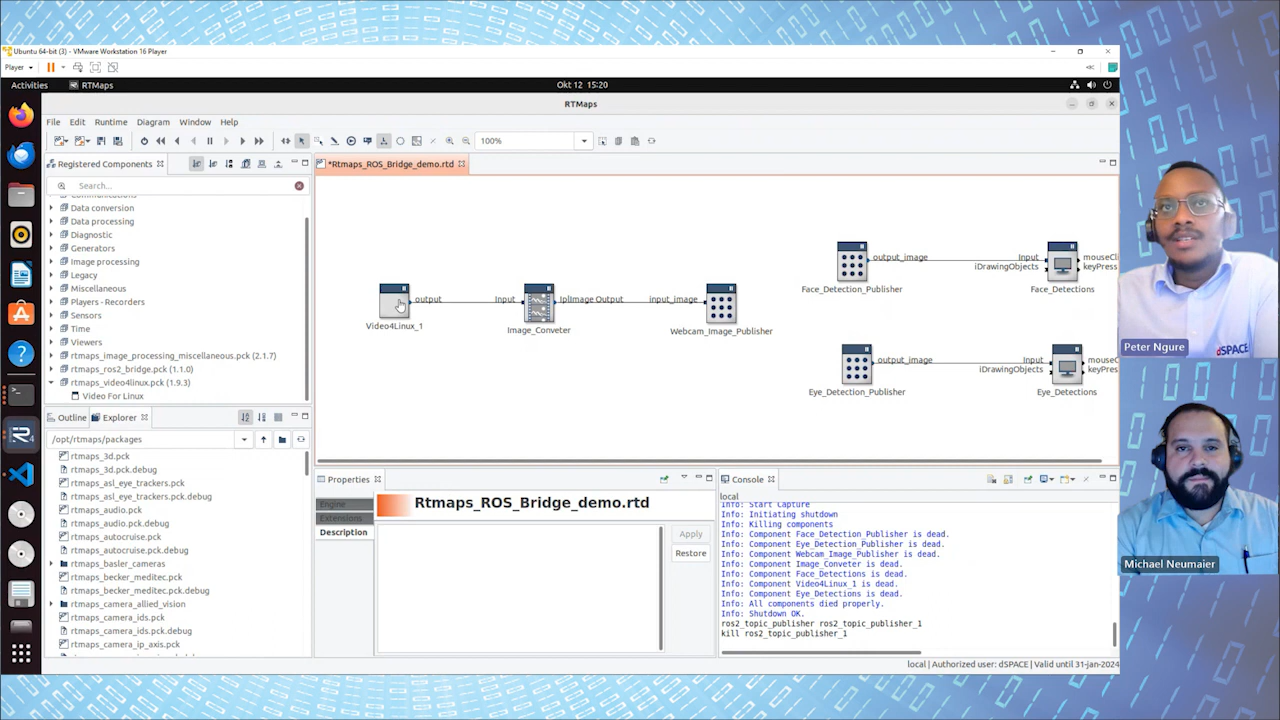 Ubuntu 64-bit (3) - VMware Workstation 16 Player
Player
Activities
RTMaps
Okt 12 15:20
RTMaps
File Edit Runtime Diagram Window Help
100%
Registered Components
*Rtmaps_ROS_Bridge_demo.rtd
Search...
Data conversion
Data processing
Diagnostic
Generators
Image processing
Legacy
Miscellaneous
Players - Recorders
Sensors
Time
Viewers
rtmaps_image_processing_miscellaneous.pck (2.1.7)
rtmaps_ros2_bridge.pck (1.1.0)
rtmaps_video4linux.pck (1.9.3)
Video For Linux
output
Video4Linux_1
Input
IplImage Output
Image_Conveter
input_image
Webcam_Image_Publisher
output_image
Face_Detection_Publisher
Input
iDrawingObjects
mouseCli
keyPress
Face_Detections
output_image
Eye_Detection_Publisher
Input
iDrawingObjects
mouseC
keyPres
Eye_Detections
Outline
Explorer
/opt/rtmaps/packages
rtmaps_3d.pck
rtmaps_3d.pck.debug
rtmaps_asl_eye_trackers.pck
rtmaps_asl_eye_trackers.pck.debug
rtmaps_audio.pck
rtmaps_audio.pck.debug
rtmaps_autocruise.pck
rtmaps_autocruise.pck.debug
rtmaps_basler_cameras
rtmaps_becker_meditec.pck
rtmaps_becker_meditec.pck.debug
rtmaps_camera_allied_vision
rtmaps_camera_ids.pck
rtmaps_camera_ids.pck.debug
rtmaps_camera_ip_axis.pck
Properties
Engine
Extensions
Description
Rtmaps_ROS_Bridge_demo.rtd
Apply
Restore
Console
local
Info: Start Capture
Info: Initiating shutdown
Info: Killing components
Info: Component Face_Detection_Publisher is dead.
Info: Component Eye_Detection_Publisher is dead.
Info: Component Webcam_Image_Publisher is dead.
Info: Component Image_Conveter is dead.
Info: Component Face_Detections is dead.
Info: Component Video4Linux_1 is dead.
Info: Component Eye_Detections is dead.
Info: All components died properly.
Info: Shutdown OK.
ros2_topic_publisher ros2_topic_publisher_1
kill ros2_topic_publisher_1
local | Authorized user: dSPACE | Valid until 31-jan-2024
Peter Ngure
dSPACE
Michael Neumaier